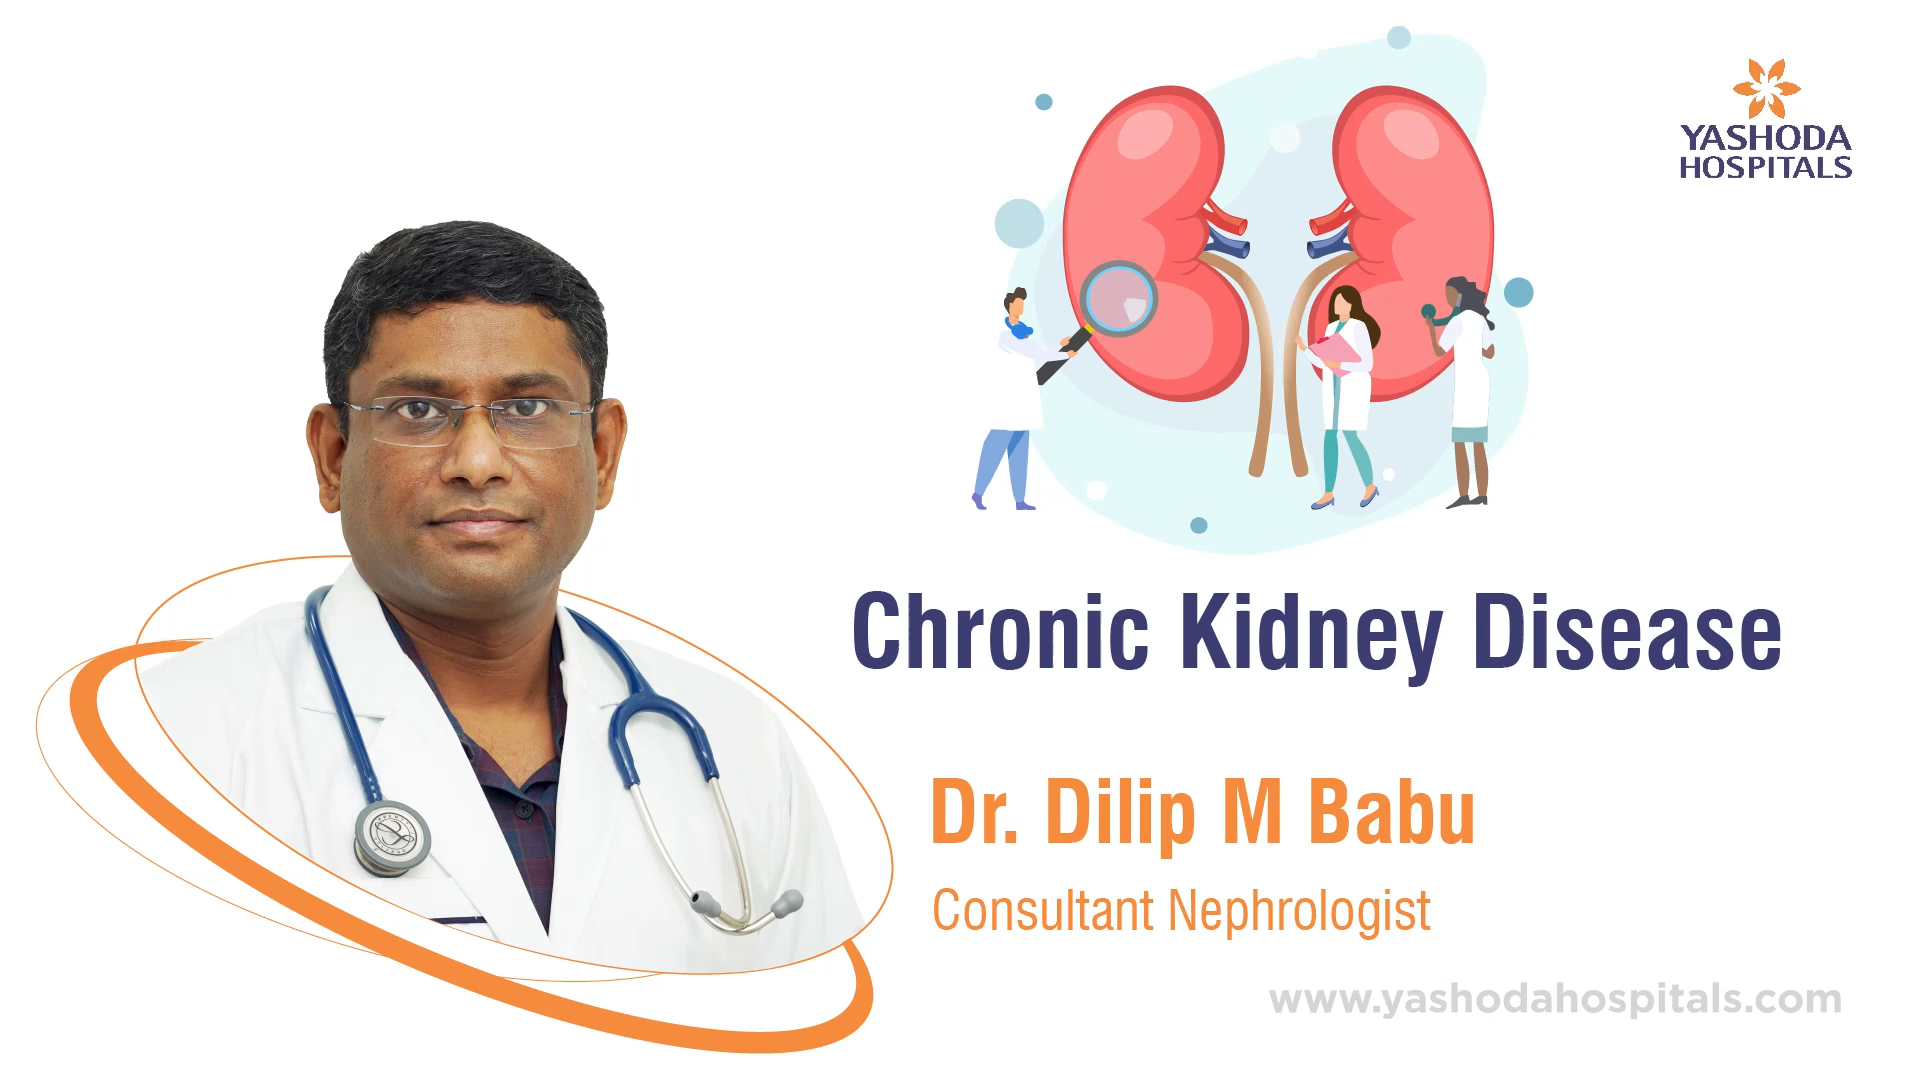 YASHODA
HOSPITALS
Chronic Kidney Disease
Dr. Dilip M Babu
Consultant Nephrologist
www.yashodahospitals.com